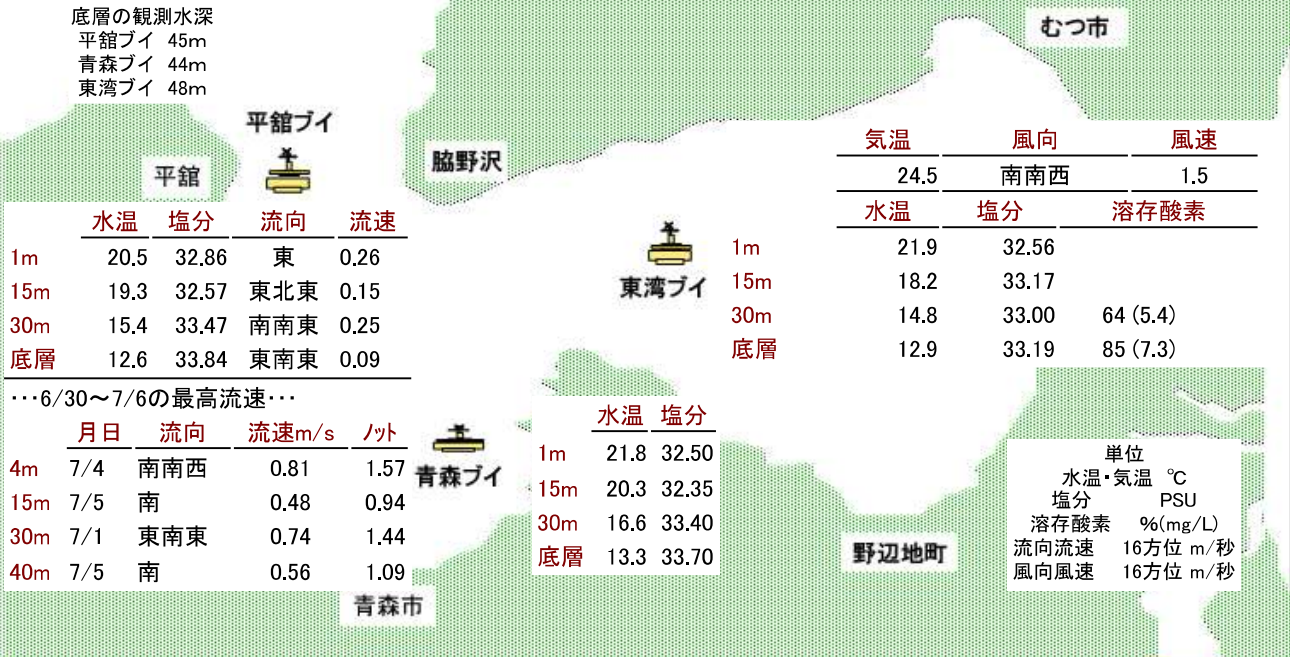 底層の観測水深
平舘ブイ 45m
青森ブイ 44m
東湾ブイ 48m
むつ市
平舘ブイ
脇野沢
平舘
気温 風向 風速
24.5 南南西 1.5
水温 塩分 溶存酸素
1m 21.9 32.56
15m 18.2 33.17
30m 14.8 33.00 64 (5.4)
底層 12.9 33.19 85 (7.3)
東湾ブイ
水温 塩分 流向 流速
1m 20.5 32.86 東 0.26
15m 19.3 32.57 東北東 0.15
30m 15.4 33.47 南南東 0.25
底層 12.6 33.84 東南東 0.09
…6/30～7/6の最高流速…
月日 流向 流速m/s ノット
4m 7/4 南南西 0.81 1.57
15m 7/5 南 0.48 0.94
30m 7/1 東南東 0.74 1.44
40m 7/5 南 0.56 1.09
青森ブイ
水温 塩分
1m 21.8 32.50
15m 20.3 32.35
30m 16.6 33.40
底層 13.3 33.70
野辺地町
青森市
単位
水温・気温 ℃
塩分 PSU
溶存酸素 %(mg/L)
流向流速 16方位 m/秒
風向風速 16方位 m/秒